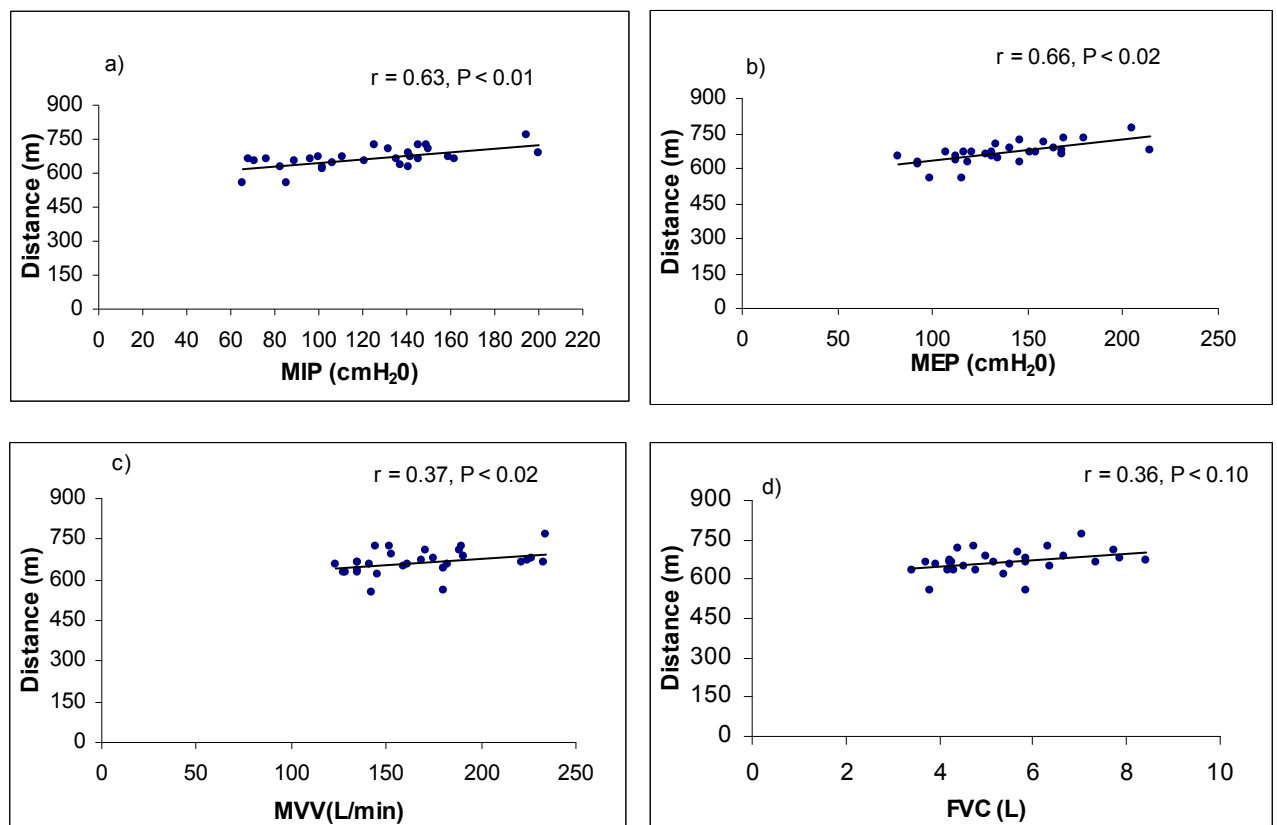 a)
r = 0.63, P < 0.01
900
750
600
450
300
150
0
Distance (m)
0 20 40 60 80 100 120 140 160 180 200 220
MIP (cmH₂0)
b)
r = 0.66, P < 0.02
900
750
600
450
300
150
0
Distance (m)
0 50 100 150 200 250
MEP (cmH₂0)
c)
r = 0.37, P < 0.02
900
750
600
450
300
150
0
Distance (m)
0 50 100 150 200 250
MVV(L/min)
d)
r = 0.36, P < 0.10
900
750
600
450
300
150
0
Distance (m)
0 2 4 6 8 10
FVC (L)